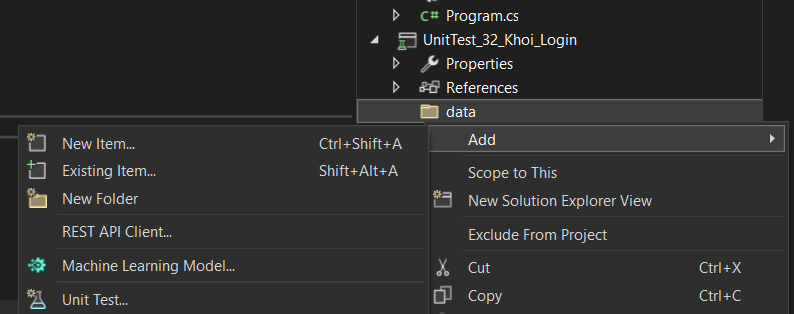 C# Program.cs
UnitTest_32_Khoi_Login
Properties
References
data
New Item... Ctrl+Shift+A
Existing Item... Shift+Alt+A
New Folder
REST API Client...
Machine Learning Model...
Unit Test...
Add
Scope to This
New Solution Explorer View
Exclude From Project
Cut Ctrl+X
Copy Ctrl+C